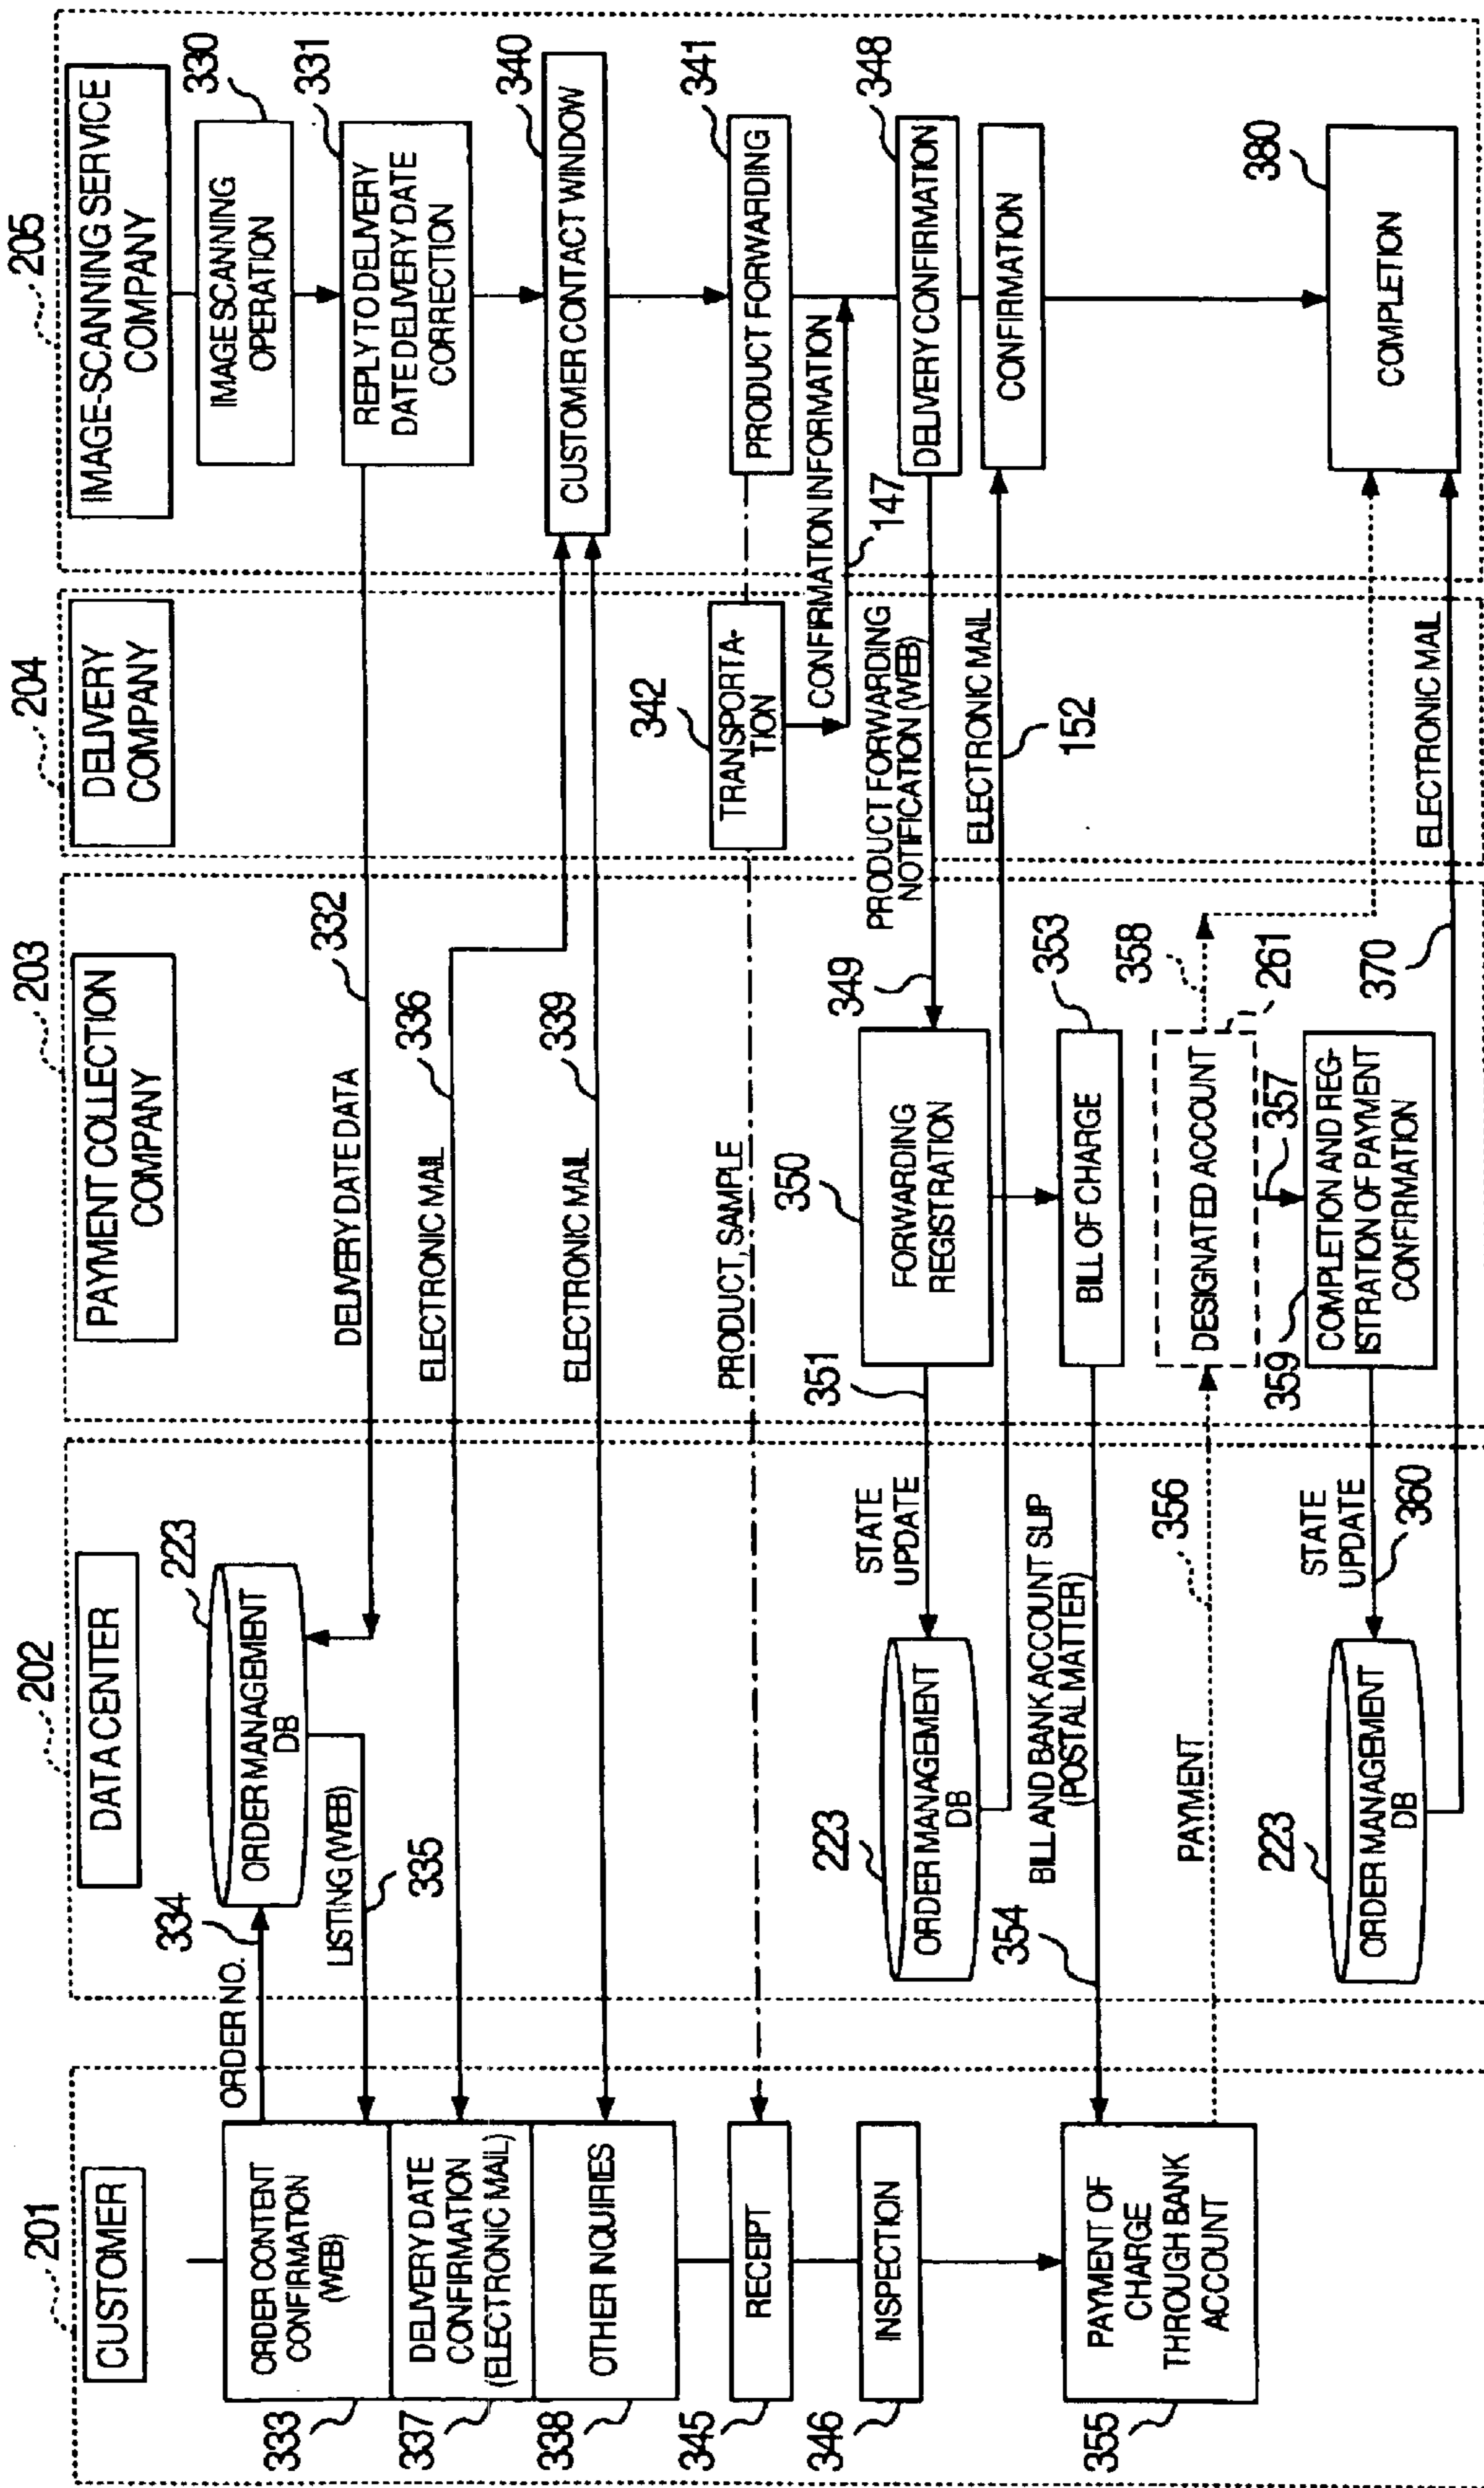 201
CUSTOMER
ORDER CONTENT
CONFIRMATION
(WEB)
333
DELIVERY DATE
CONFIRMATION
(ELECTRONIC MAIL)
337
OTHER INQUIRIES
338
RECEIPT
345
INSPECTION
346
PAYMENT OF
CHARGE
THROUGH BANK
ACCOUNT
355
202
DATA CENTER
ORDER NO.
334
223
ORDER MANAGEMENT
DB
LISTING (WEB)
335
STATE
UPDATE
223
ORDER MANAGEMENT
DB
BILL AND BANK ACCOUNT SLIP
(POSTAL MATTER)
354
PAYMENT
356
STATE
UPDATE
360
223
ORDER MANAGEMENT
DB
203
PAYMENT COLLECTION
COMPANY
DELIVERY DATE DATA
332
ELECTRONIC MAIL
336
ELECTRONIC MAIL
339
PRODUCT, SAMPLE
349
350
FORWARDING
REGISTRATION
351
353
BILL OF CHARGE
358
261
DESIGNATED ACCOUNT
357
359
COMPLETION AND REG-
ISTRATION OF PAYMENT
CONFIRMATION
370
204
DELIVERY
COMPANY
342
TRANSPORTA-
TION
CONFIRMATION INFORMATION
147
PRODUCT FORWARDING
NOTIFICATION (WEB)
ELECTRONIC MAIL
152
ELECTRONIC MAIL
205
IMAGE-SCANNING SERVICE
COMPANY
330
IMAGE SCANNING
OPERATION
331
REPLY TO DELIVERY
DATE DELIVERY DATE
CORRECTION
340
CUSTOMER CONTACT WINDOW
341
PRODUCT FORWARDING
348
DELIVERY CONFIRMATION
CONFIRMATION
380
COMPLETION